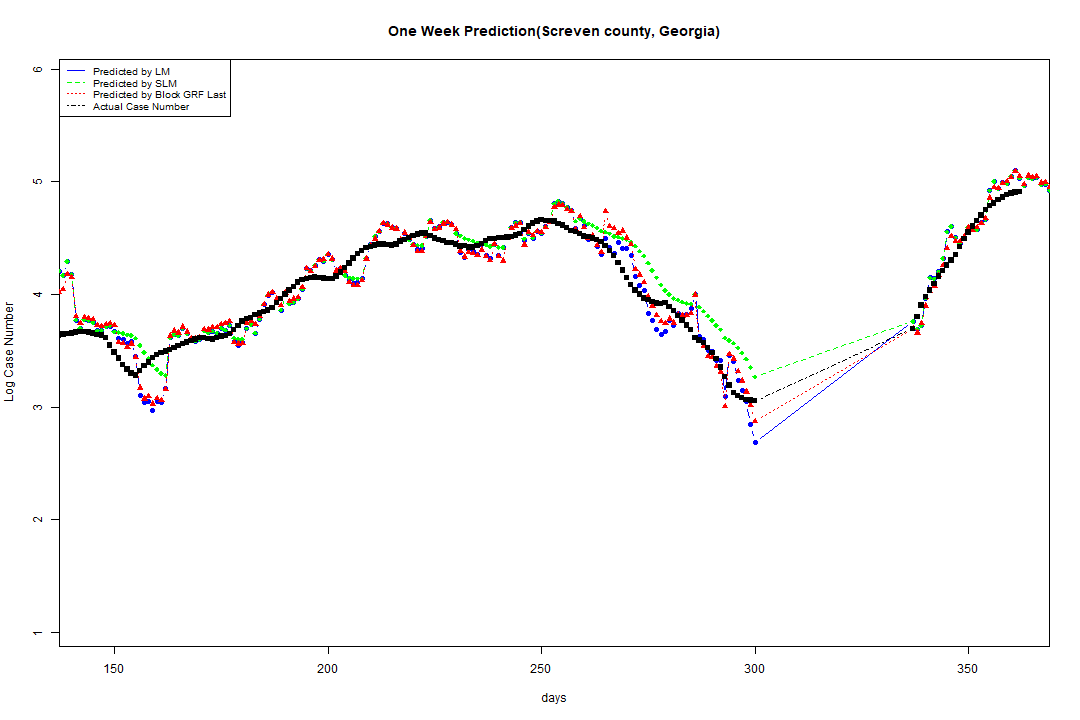 One Week Prediction(Screven county, Georgia)
Predicted by LM
Predicted by SLM
Predicted by Block GRF Last
Actual Case Number
6
5
4
3
2
1
Log Case Number
150 200 250 300 350
days